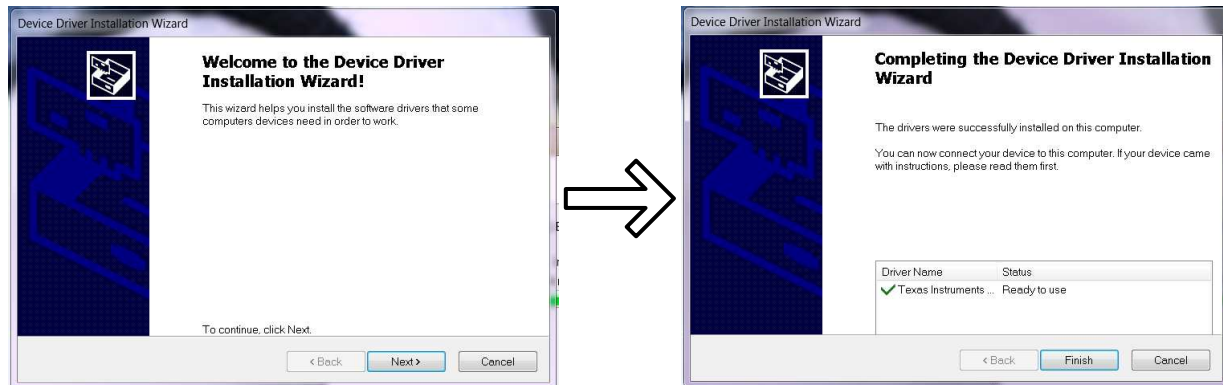 Device Driver Installation Wizard
Welcome to the Device Driver
Installation Wizard!
This wizard helps you install the software drivers that some
computers devices need in order to work.
To continue, click Next.
< Back
Next >
Cancel
Device Driver Installation Wizard
Completing the Device Driver Installation
Wizard
The drivers were successfully installed on this computer.
You can now connect your device to this computer. If your device came
with instructions, please read them first.
Driver Name Status
Texas Instruments ... Ready to use
< Back
Finish
Cancel